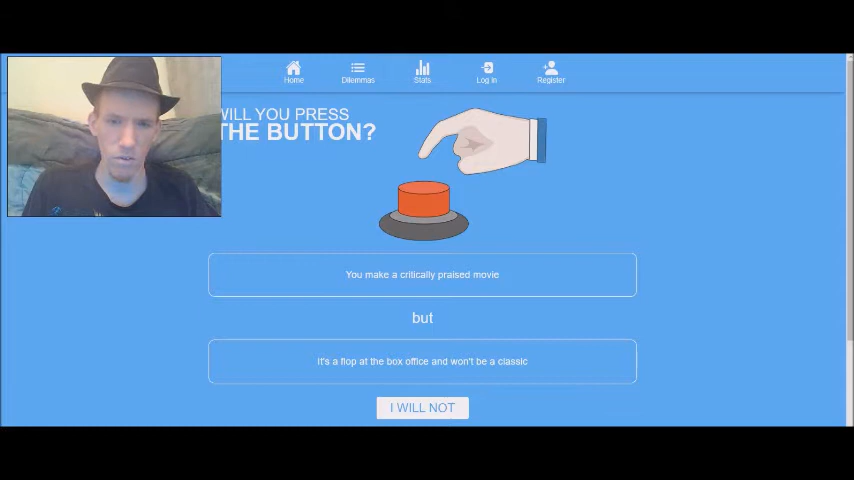 Home Dilemmas Stats Log In Register
WILL YOU PRESS
THE BUTTON?
You make a critically praised movie
but
It's a flop at the box office and won't be a classic
I WILL NOT